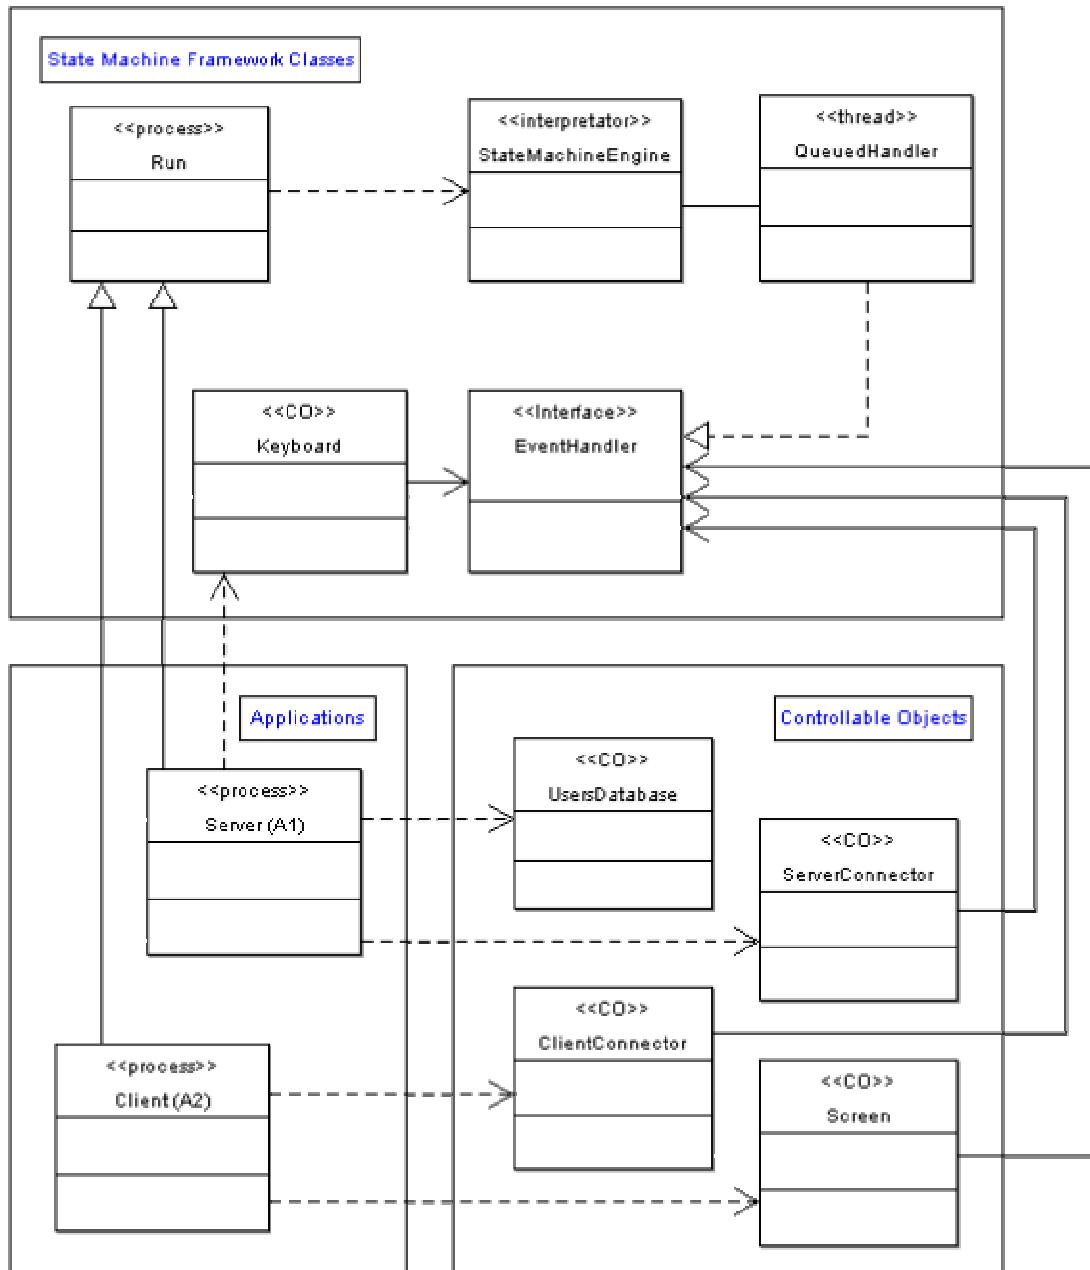 State Machine Framework Classes
<<process>>
Run
<<interpretator>>
StateMachineEngine
<<thread>>
QueuedHandler
<<CO>>
Keyboard
<<Interface>>
EventHandler
Applications
Controllable Objects
<<CO>>
UsersDatabase
<<process>>
Server (A1)
<<CO>>
ServerConnector
<<CO>>
ClientConnector
<<process>>
Client (A2)
<<CO>>
Screen